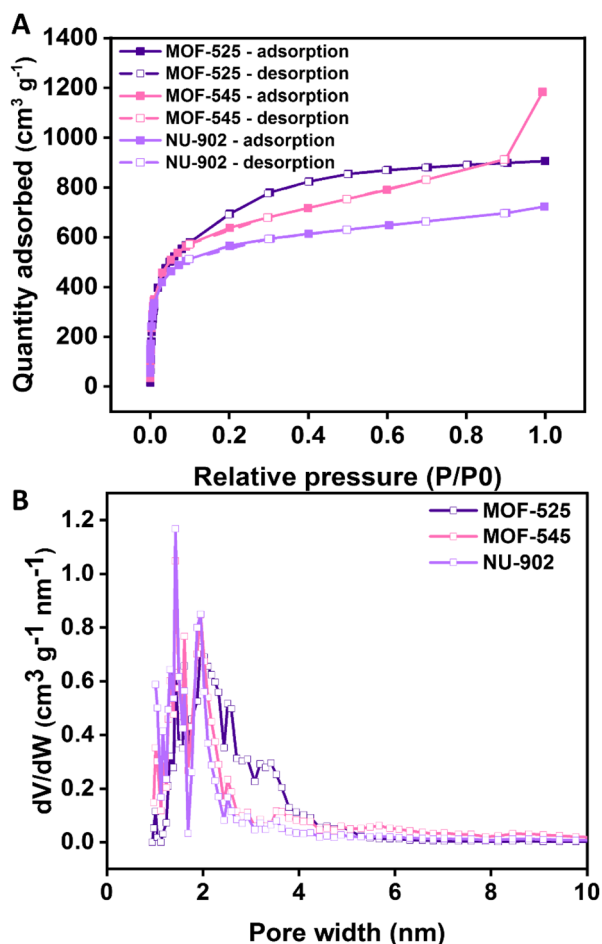 A
1400
1200
1000
800
600
400
200
0
Quantity adsorbed (cm³ g⁻¹)
MOF-525 - adsorption
MOF-525 - desorption
MOF-545 - adsorption
MOF-545 - desorption
NU-902 - adsorption
NU-902 - desorption
0.0 0.2 0.4 0.6 0.8 1.0
Relative pressure (P/P0)
B
1.2
1.0
0.8
0.6
0.4
0.2
0.0
dV/dW (cm³ g⁻¹ nm⁻¹)
MOF-525
MOF-545
NU-902
0 2 4 6 8 10
Pore width (nm)